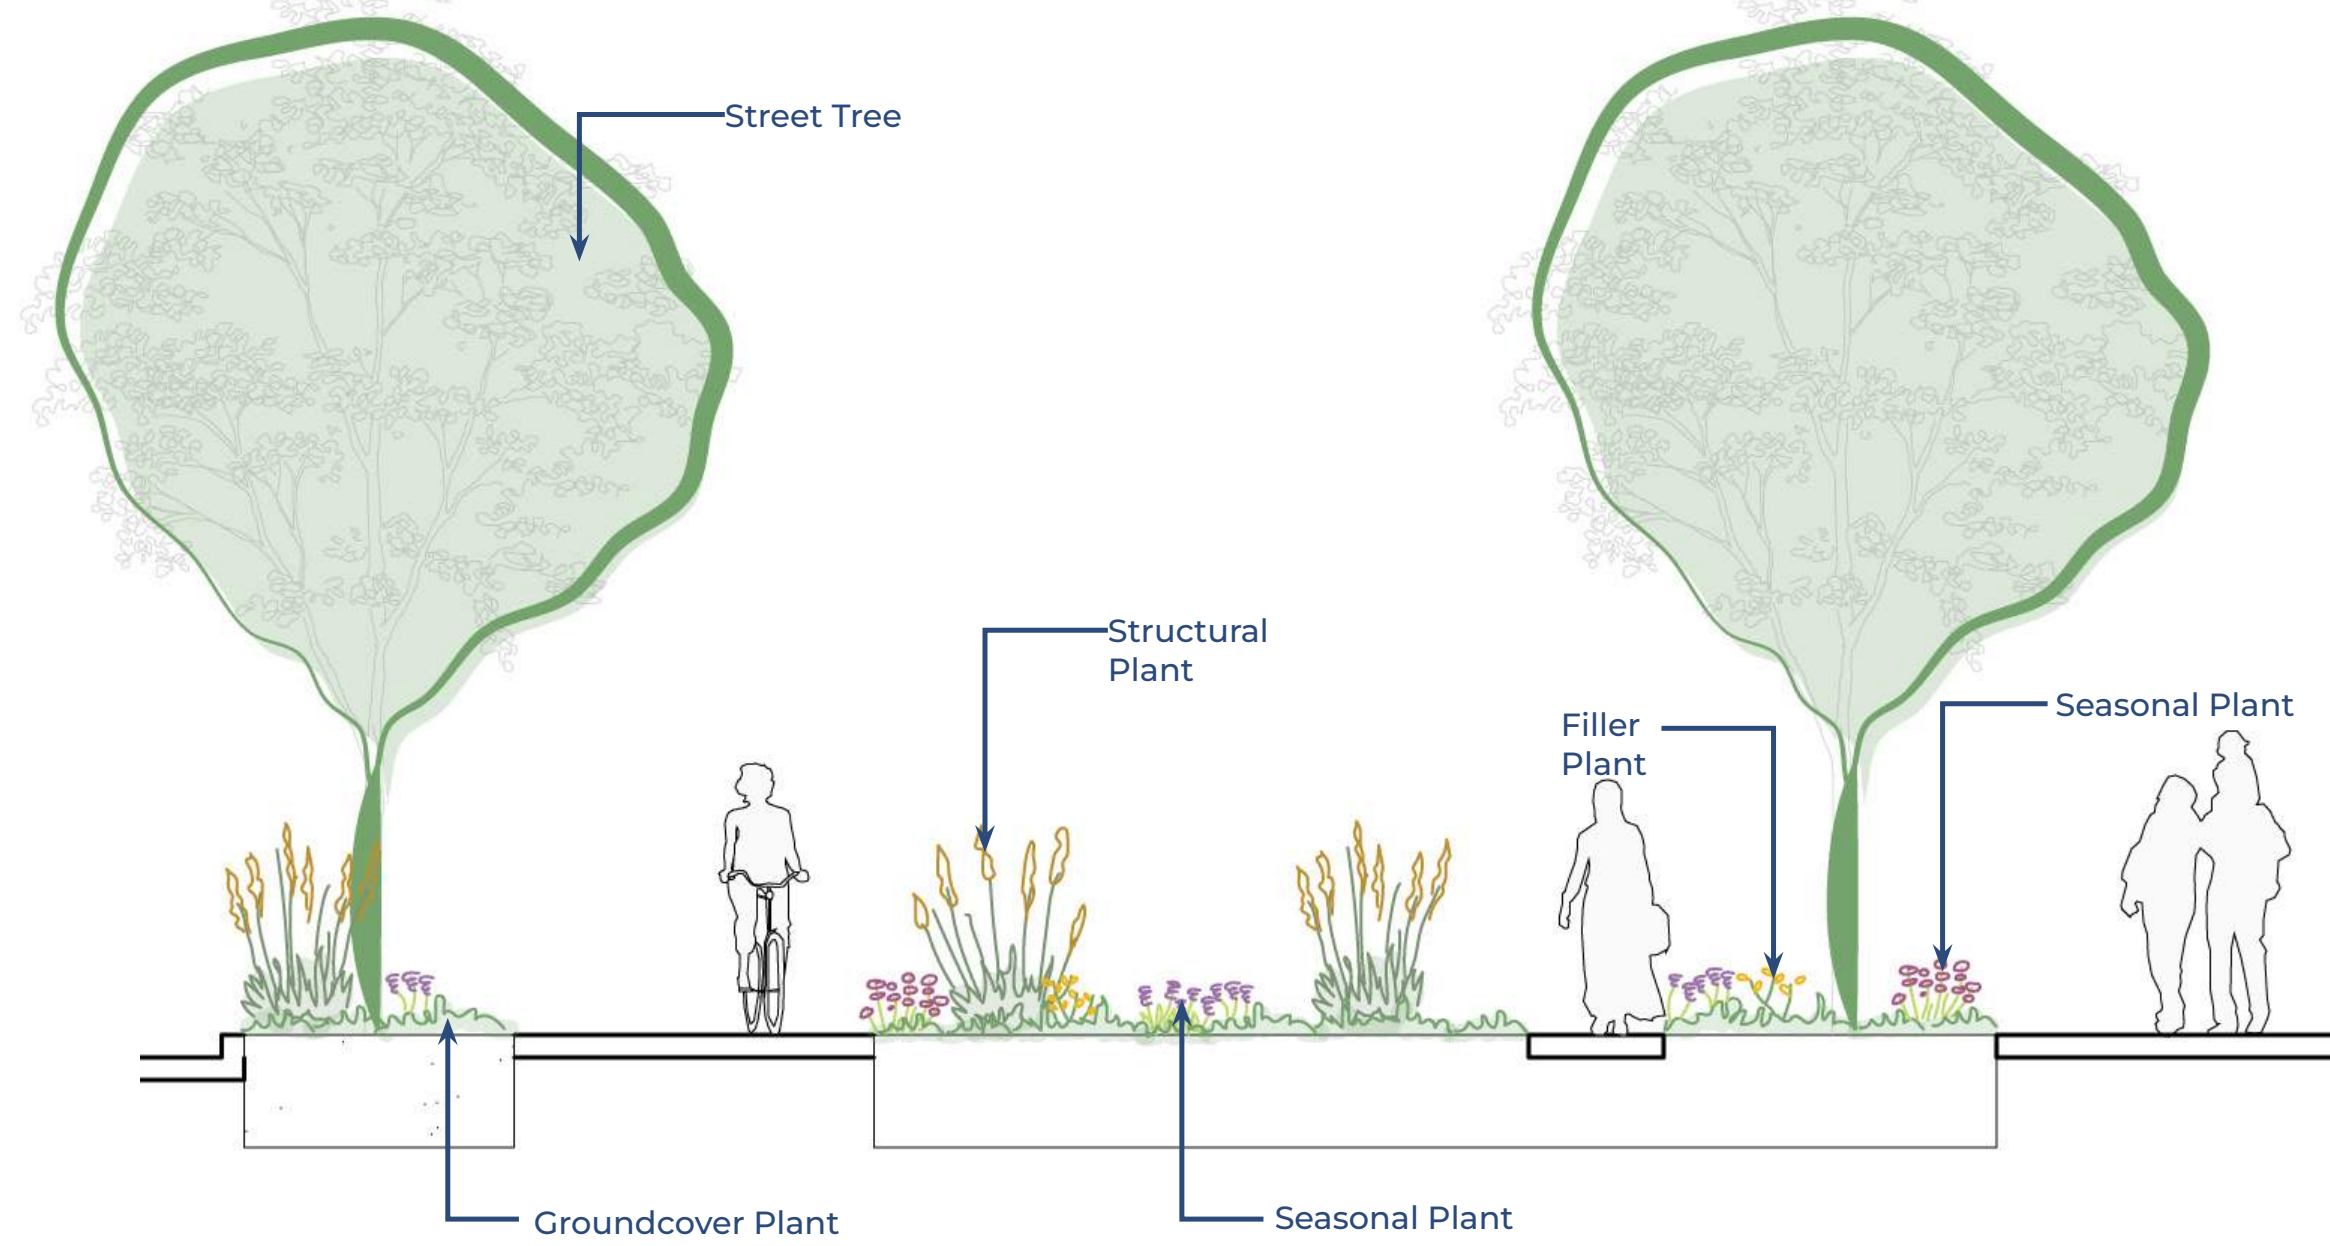 Street Tree
Structural
Plant
Filler
Plant
Seasonal Plant
Groundcover Plant
Seasonal Plant